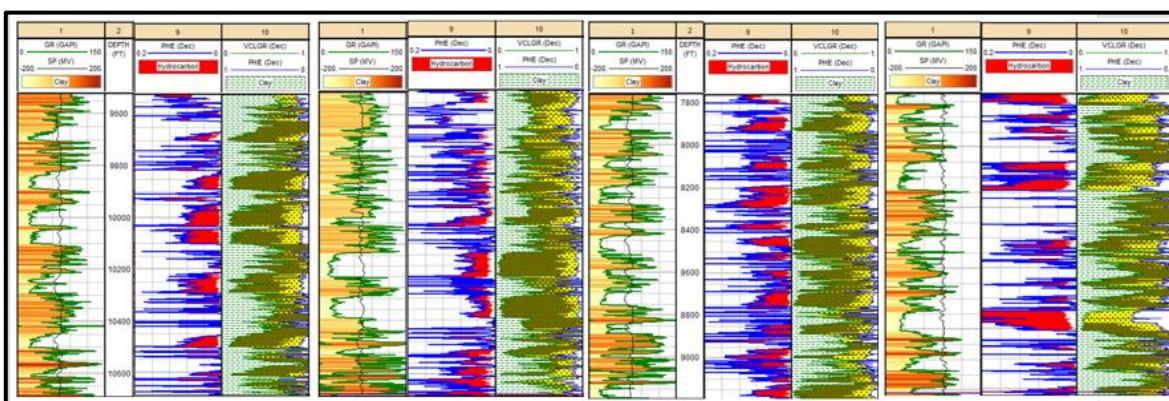 1 2 9 10
GR (GAPI) DEPTH (FT) PHIE (Dec) VCLGR (Dec)
0. 150. 0.2 0. 0. 1.
SP (MV) Hydrocarbon PHIE (Dec)
-200. 200. 1. 0.
Clay Clay
9600
9800
10000
10200
10400
10600
1 9 10
GR (GAPI) PHIE (Dec) VCLGR (Dec)
0. 150. 0.2 0. 0. 1.
SP (MV) Hydrocarbon PHIE (Dec)
-200. 200. 1. 0.
Clay Clay
1 2 9 10
GR (GAPI) DEPTH (FT) PHIE (Dec) VCLGR (Dec)
0. 150. 0.2 0. 0. 1.
SP (MV) Hydrocarbon PHIE (Dec)
-200. 200. 1. 0.
Clay Clay
7800
8000
8200
8400
8600
8800
9000
1 9 10
GR (GAPI) PHIE (Dec) VCLGR (Dec)
0. 150. 0.2 0. 0. 1.
SP (MV) Hydrocarbon PHIE (Dec)
-200. 200. 1. 0.
Clay Clay